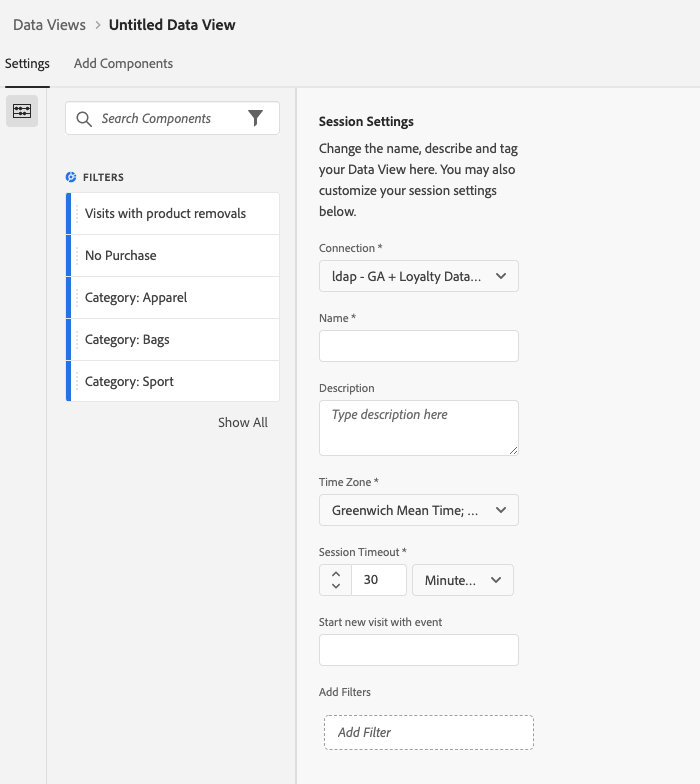 Data Views > Untitled Data View
Settings
Add Components
Search Components
FILTERS
Visits with product removals
No Purchase
Category: Apparel
Category: Bags
Category: Sport
Show All
Session Settings
Change the name, describe and tag
your Data View here. You may also
customize your session settings
below.
Connection *
ldap - GA + Loyalty Data...
Name *
Description
Type description here
Time Zone *
Greenwich Mean Time; ...
Session Timeout *
30
Minute...
Start new visit with event
Add Filters
Add Filter